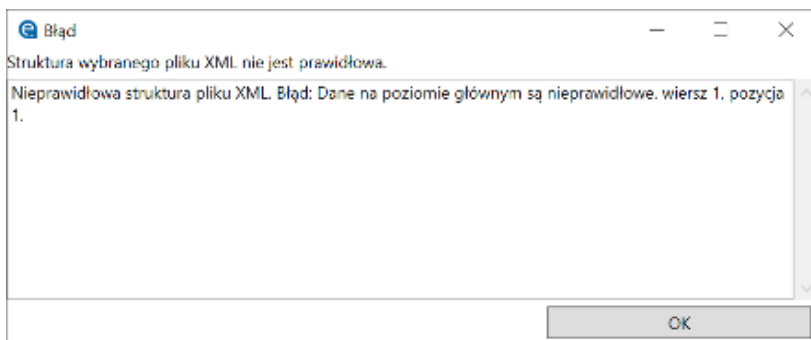 Błąd
Struktura wybranego pliku XML nie jest prawidłowa.
Nieprawidłowa struktura pliku XML. Błąd: Dane na poziomie głównym są nieprawidłowe. wiersz 1, pozycja
1.
OK